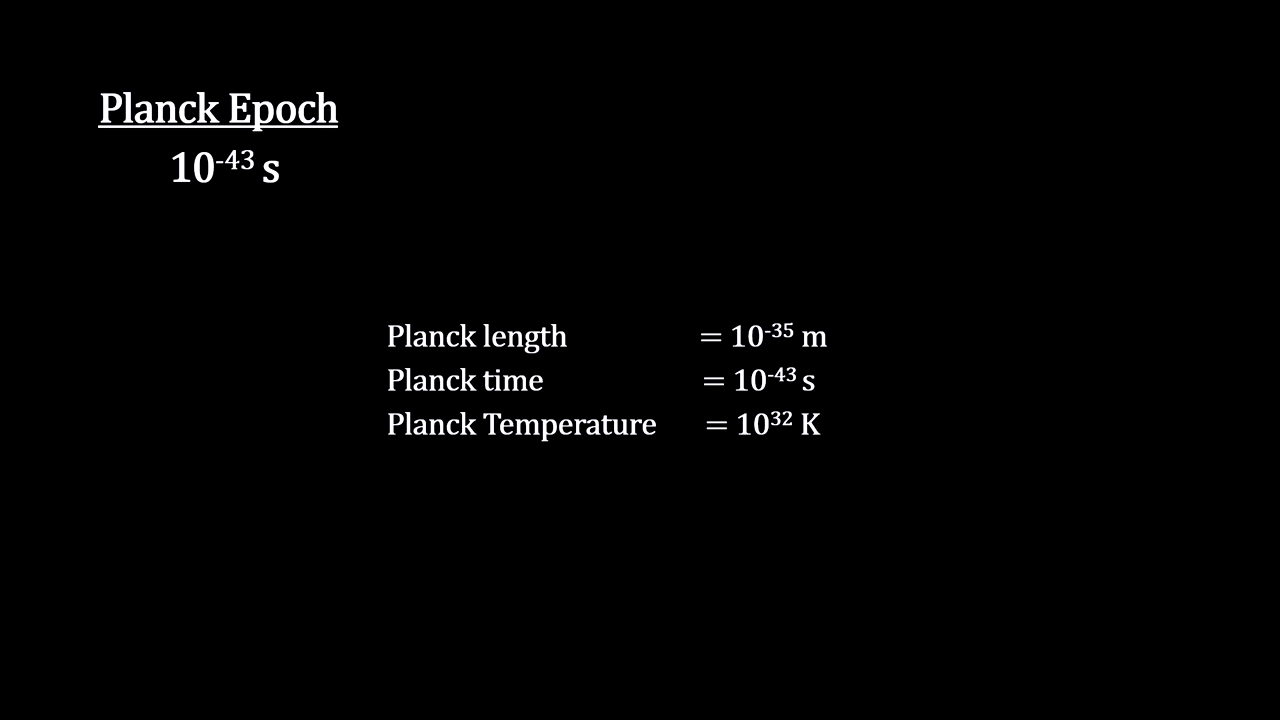 Planck Epoch
10⁻⁴³ s
Planck length = 10⁻³⁵ m
Planck time = 10⁻⁴³ s
Planck Temperature = 10³² K